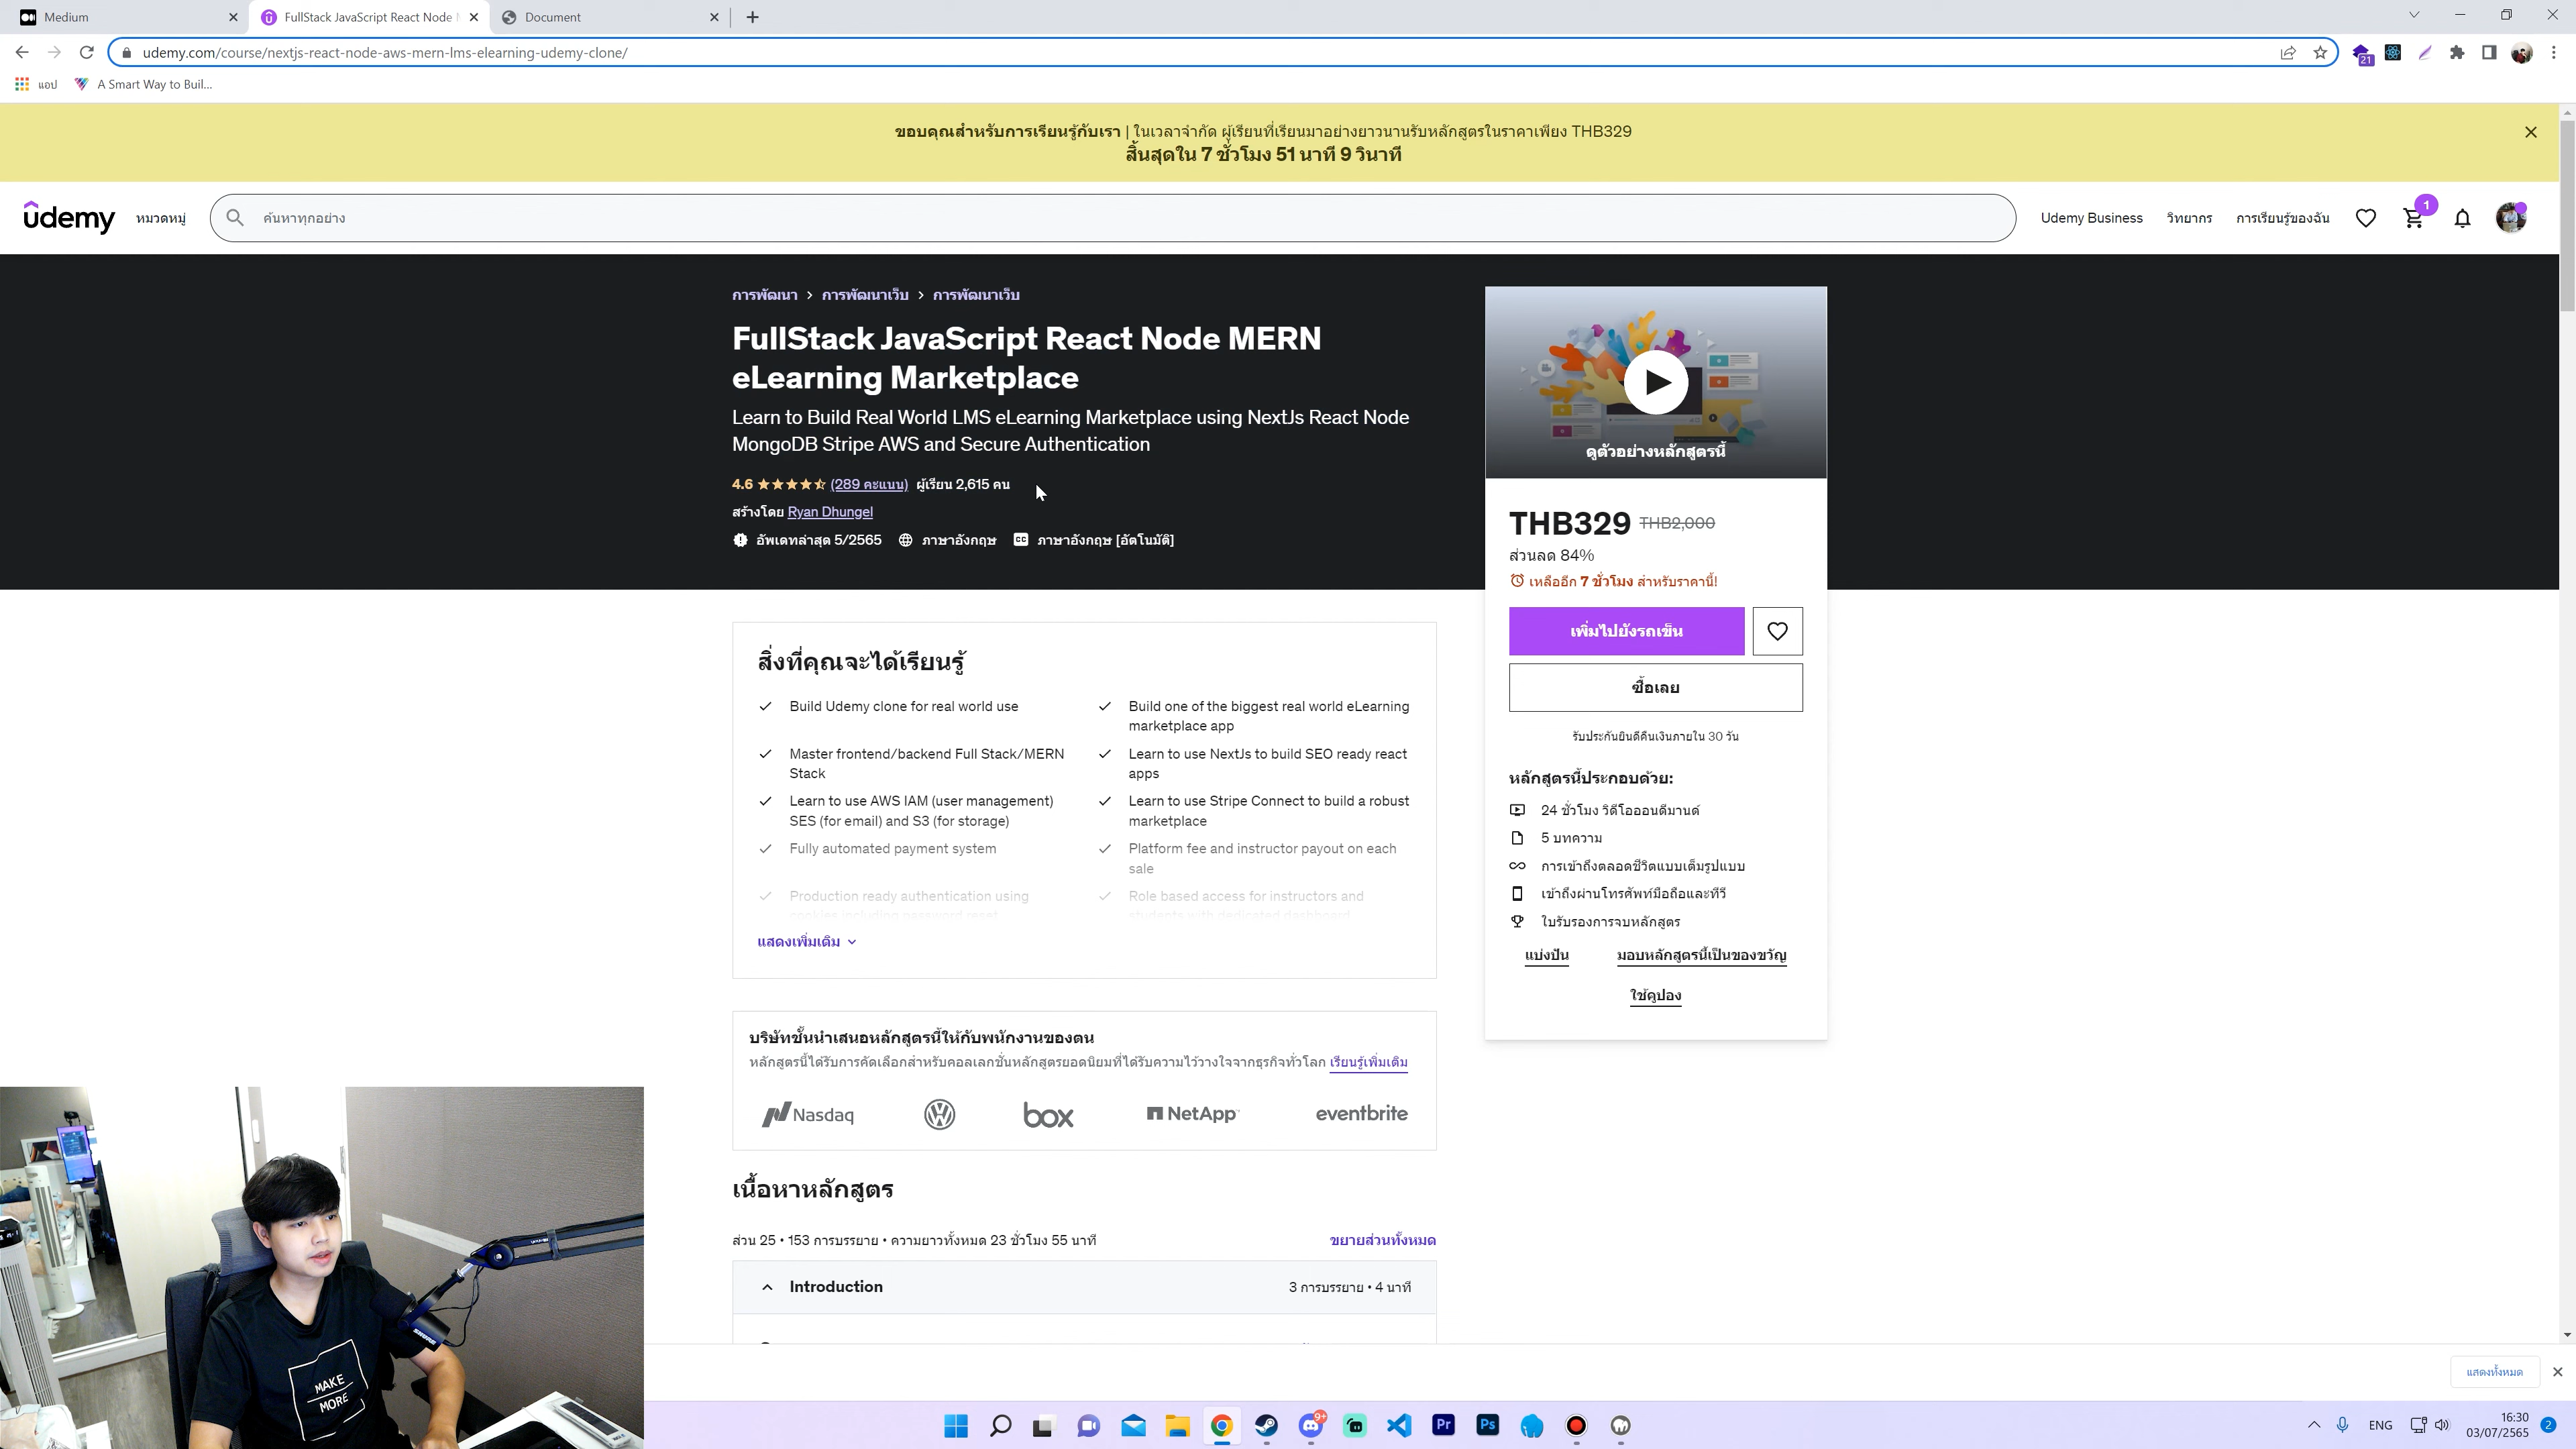 Medium
FullStack JavaScript React Node
Document
udemy.com/course/nextjs-react-node-aws-mern-lms-elearning-udemy-clone/
21
แอป
A Smart Way to Buil...
ขอบคุณสำหรับการเรียนรู้กับเรา | ในเวลาจำกัด ผู้เรียนที่เรียนมาอย่างยาวนานรับหลักสูตรในราคาเพียง THB329
สิ้นสุดใน 7 ชั่วโมง 51 นาที 9 วินาที
udemy
หมวดหมู่
ค้นหาทุกอย่าง
Udemy Business
วิทยากร
การเรียนรู้ของฉัน
1
การพัฒนา > การพัฒนาเว็บ > การพัฒนาเว็บ
FullStack JavaScript React Node MERN
eLearning Marketplace
Learn to Build Real World LMS eLearning Marketplace using NextJs React Node
MongoDB Stripe AWS and Secure Authentication
4.6 (289 คะแนน) ผู้เรียน 2,615 คน
สร้างโดย Ryan Dhungel
อัพเดทล่าสุด 5/2565 ภาษาอังกฤษ CC ภาษาอังกฤษ [อัตโนมัติ]
ดูตัวอย่างหลักสูตรนี้
THB329 THB2,000
ส่วนลด 84%
เหลืออีก 7 ชั่วโมง สำหรับราคานี้!
เพิ่มไปยังรถเข็น
ซื้อเลย
รับประกันยินดีคืนเงินภายใน 30 วัน
หลักสูตรนี้ประกอบด้วย:
24 ชั่วโมง วิดีโอออนดีมานด์
5 บทความ
การเข้าถึงตลอดชีวิตแบบเต็มรูปแบบ
เข้าถึงผ่านโทรศัพท์มือถือและทีวี
ใบรับรองการจบหลักสูตร
แบ่งปัน
มอบหลักสูตรนี้เป็นของขวัญ
ใช้คูปอง
สิ่งที่คุณจะได้เรียนรู้
Build Udemy clone for real world use
Build one of the biggest real world eLearning
marketplace app
Master frontend/backend Full Stack/MERN
Stack
Learn to use NextJs to build SEO ready react
apps
Learn to use AWS IAM (user management)
SES (for email) and S3 (for storage)
Learn to use Stripe Connect to build a robust
marketplace
Fully automated payment system
Platform fee and instructor payout on each
sale
Production ready authentication using
cookies including password reset
Role based access for instructors and
students with dedicated dashboard
แสดงเพิ่มเติม
บริษัทชั้นนำเสนอหลักสูตรนี้ให้กับพนักงานของตน
หลักสูตรนี้ได้รับการคัดเลือกสำหรับคอลเลกชั่นหลักสูตรยอดนิยมที่ได้รับความไว้วางใจจากธุรกิจทั่วโลก เรียนรู้เพิ่มเติม
Nasdaq
box
NetApp
eventbrite
เนื้อหาหลักสูตร
ส่วน 25 • 153 การบรรยาย • ความยาวทั้งหมด 23 ชั่วโมง 55 นาที
ขยายส่วนทั้งหมด
Introduction
3 การบรรยาย • 4 นาที
MAKE
MORE
SHURE
แสดงทั้งหมด
9+
Pr
Ps
ENG
16:30
03/07/2565
2